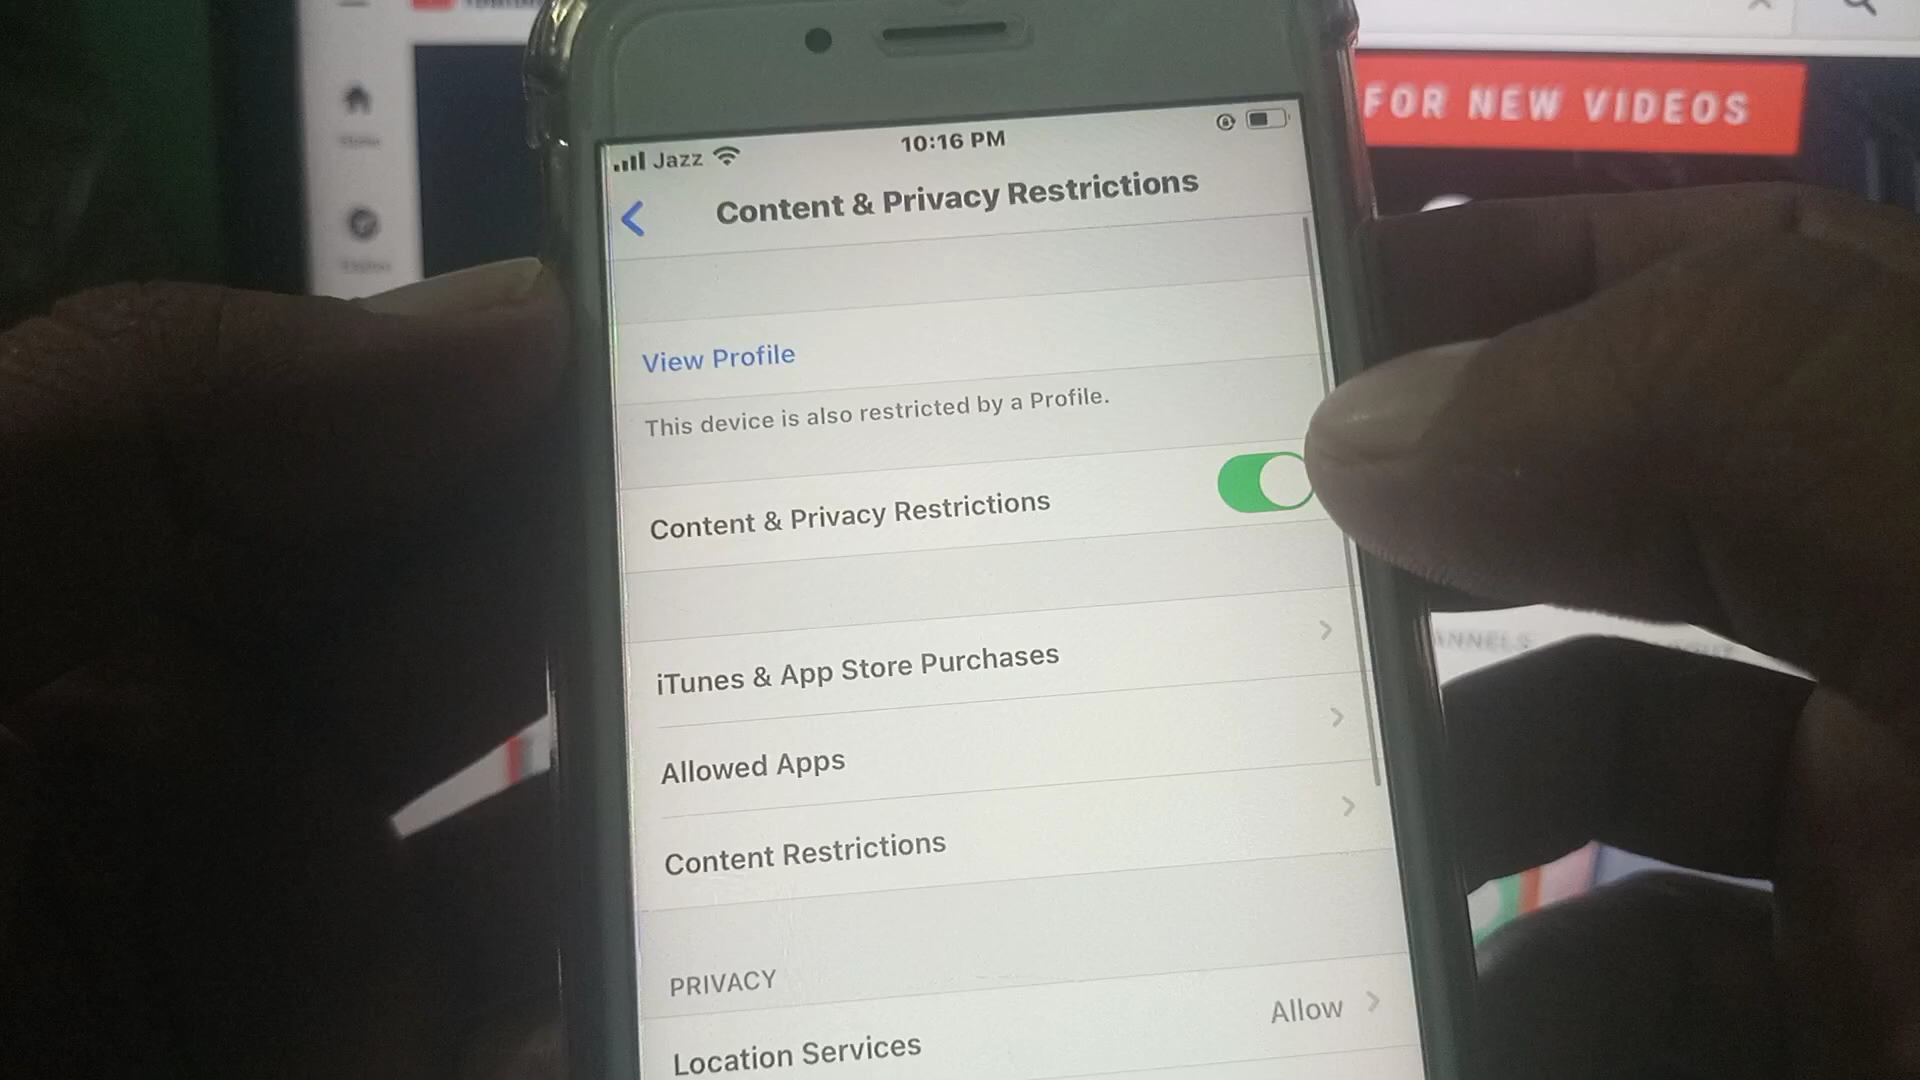 FOR NEW VIDEOS
Jazz
10:16 PM
Content & Privacy Restrictions
View Profile
This device is also restricted by a Profile.
Content & Privacy Restrictions
iTunes & App Store Purchases
Allowed Apps
Content Restrictions
PRIVACY
Location Services
Allow